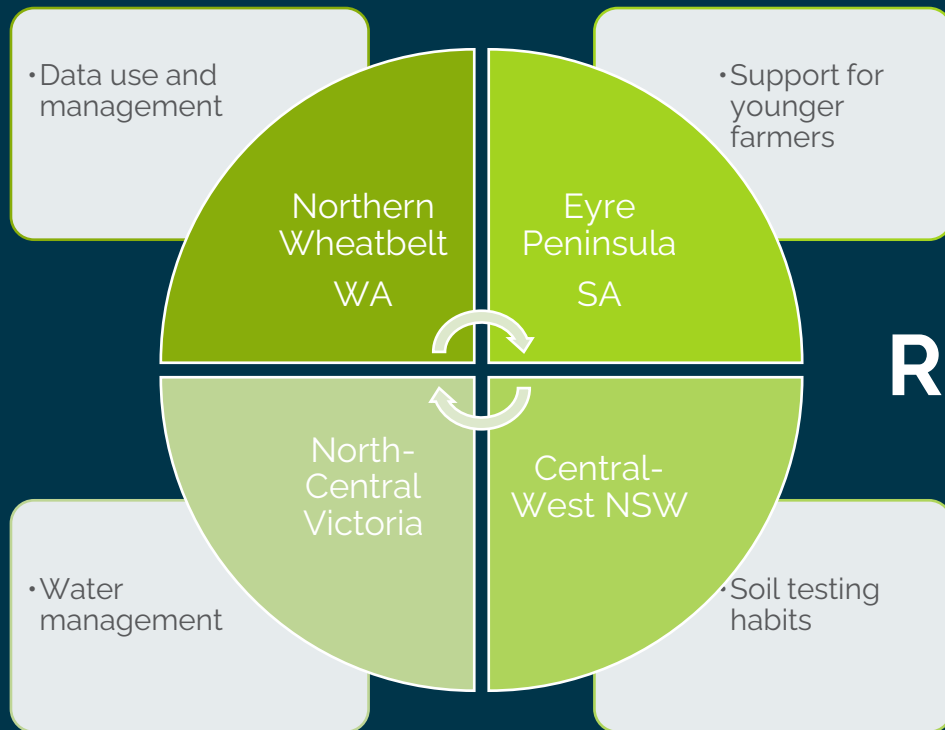 • Data use and
management
• Support for
younger
farmers
Northern
Wheatbelt
WA
Eyre
Peninsula
SA
R
North-
Central
Victoria
Central-
West NSW
• Water
management
• Soil testing
habits